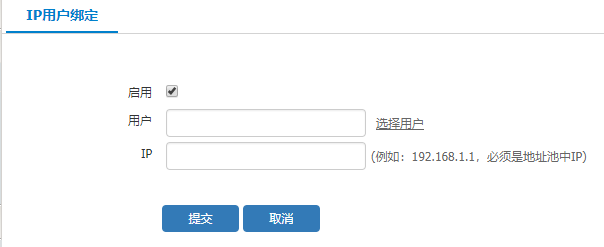 IP用户绑定
启用
用户 选择用户
IP (例如：192.168.1.1，必须是地址池中IP)
提交 取消